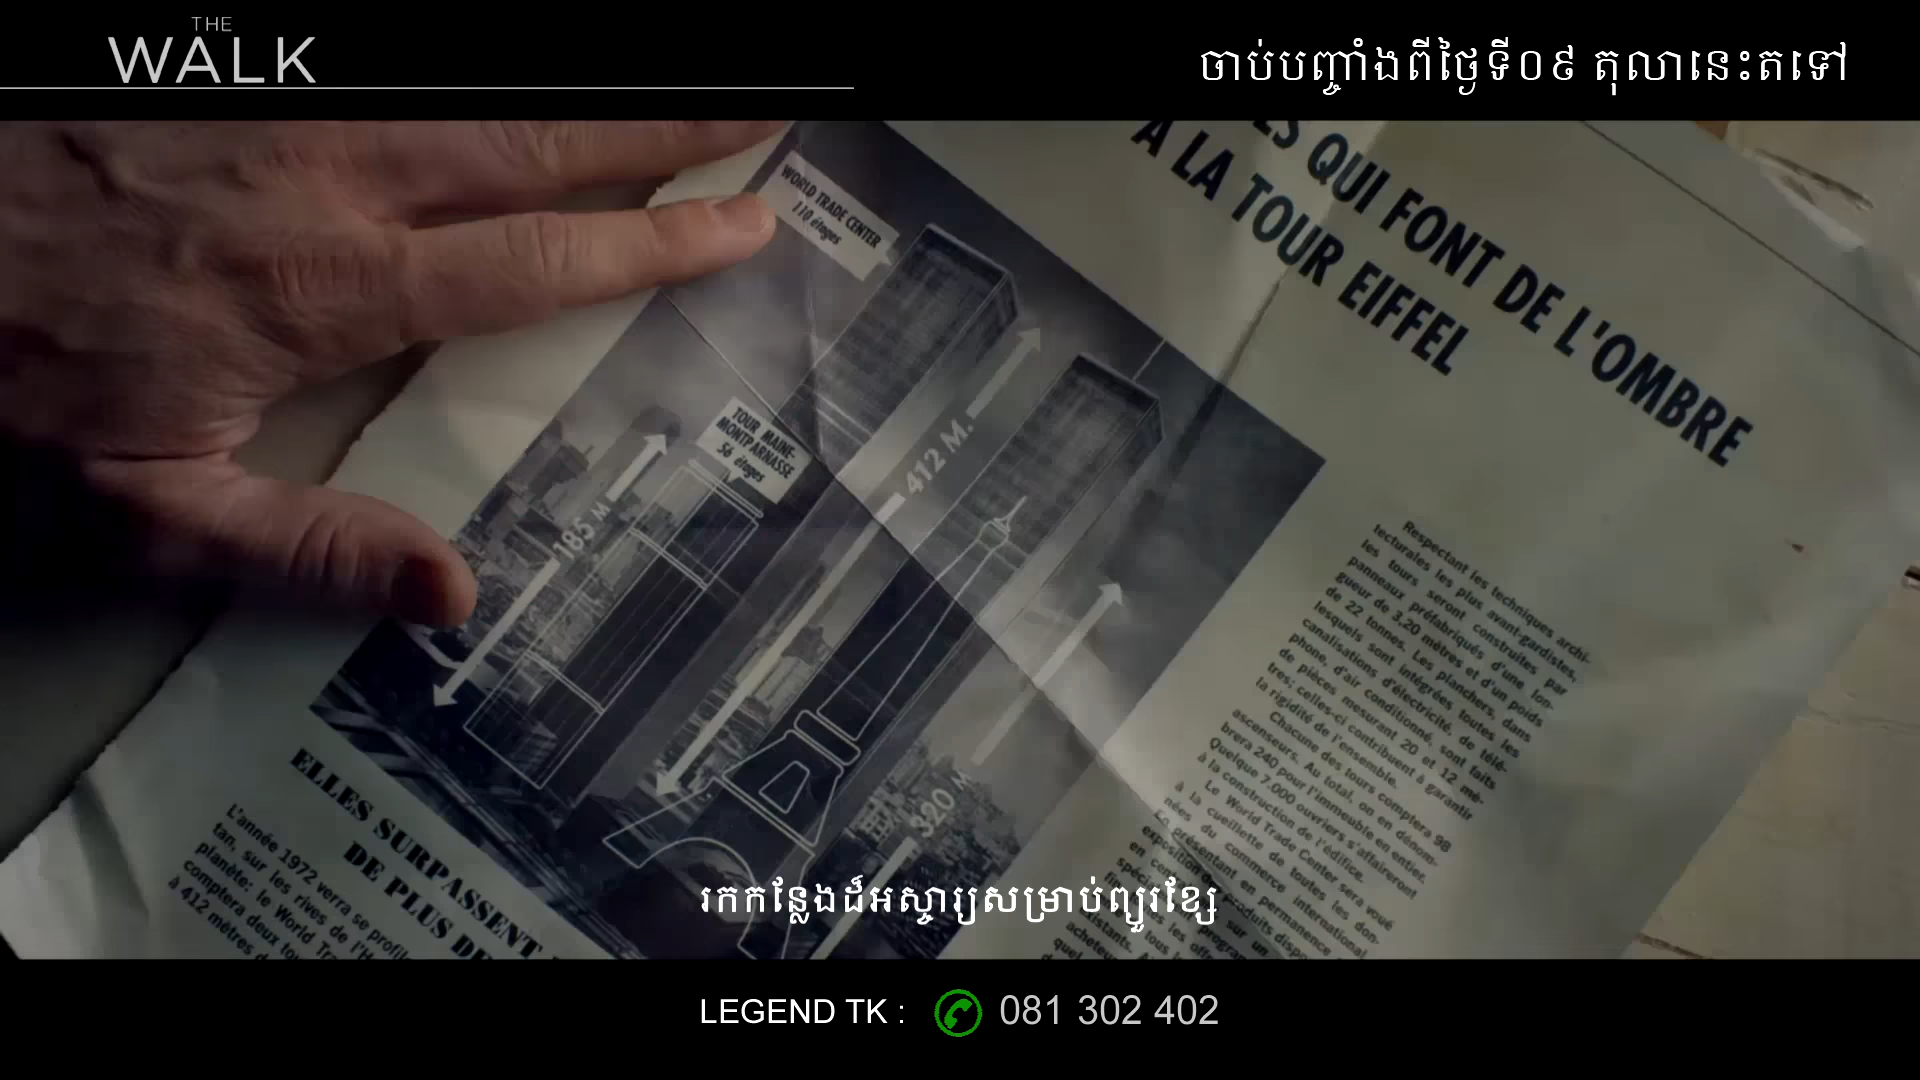 THE
WALK
ចាប់បញ្ចាំងពីថ្ងៃទី០៩ តុលានេះតទៅ
QUI FONT DE L'OMBRE
A LA TOUR EIFFEL
WORLD TRADE CENTER
110 étages
TOUR MAINE-
MONTPARNASSE
56 étages
185 M
412 M.
320 M
Respectant les techniques archi-
tecturales les plus avant-gardistes,
les tours seront construites par
panneaux préfabriqués d'une lon-
gueur de 3,20 mètres et d'un poids
de 22 tonnes. Les planchers, dans
lesquels sont intégrées toutes les
canalisations d'électricité, de télé-
phone, d'air conditionné, sont faits
de pièces mesurant 20 et 12 mè-
tres; celles-ci contribuent à garantir
la rigidité de l'ensemble.
Chacune des tours comptera 98
ascenseurs. Au total, on en dénom-
brera 240 pour l'immeuble en entier.
Quelque 7.000 ouvriers s'affaireront
à la construction de l'édifice.
Le World Trade Center sera voué
à la cueillette de toutes les don-
nées du commerce international
en présentant en permanence
ELLES SURPASSENT
DE PLUS DE
L'année 1972 verra se profil
tan, sur les rives de l'H
planète: le World Tra
comptera deux to
à 412 mètres d
រកកន្លែងដ៏អស្ចារ្យសម្រាប់ព្យួរខ្សែ
LEGEND TK : 081 302 402